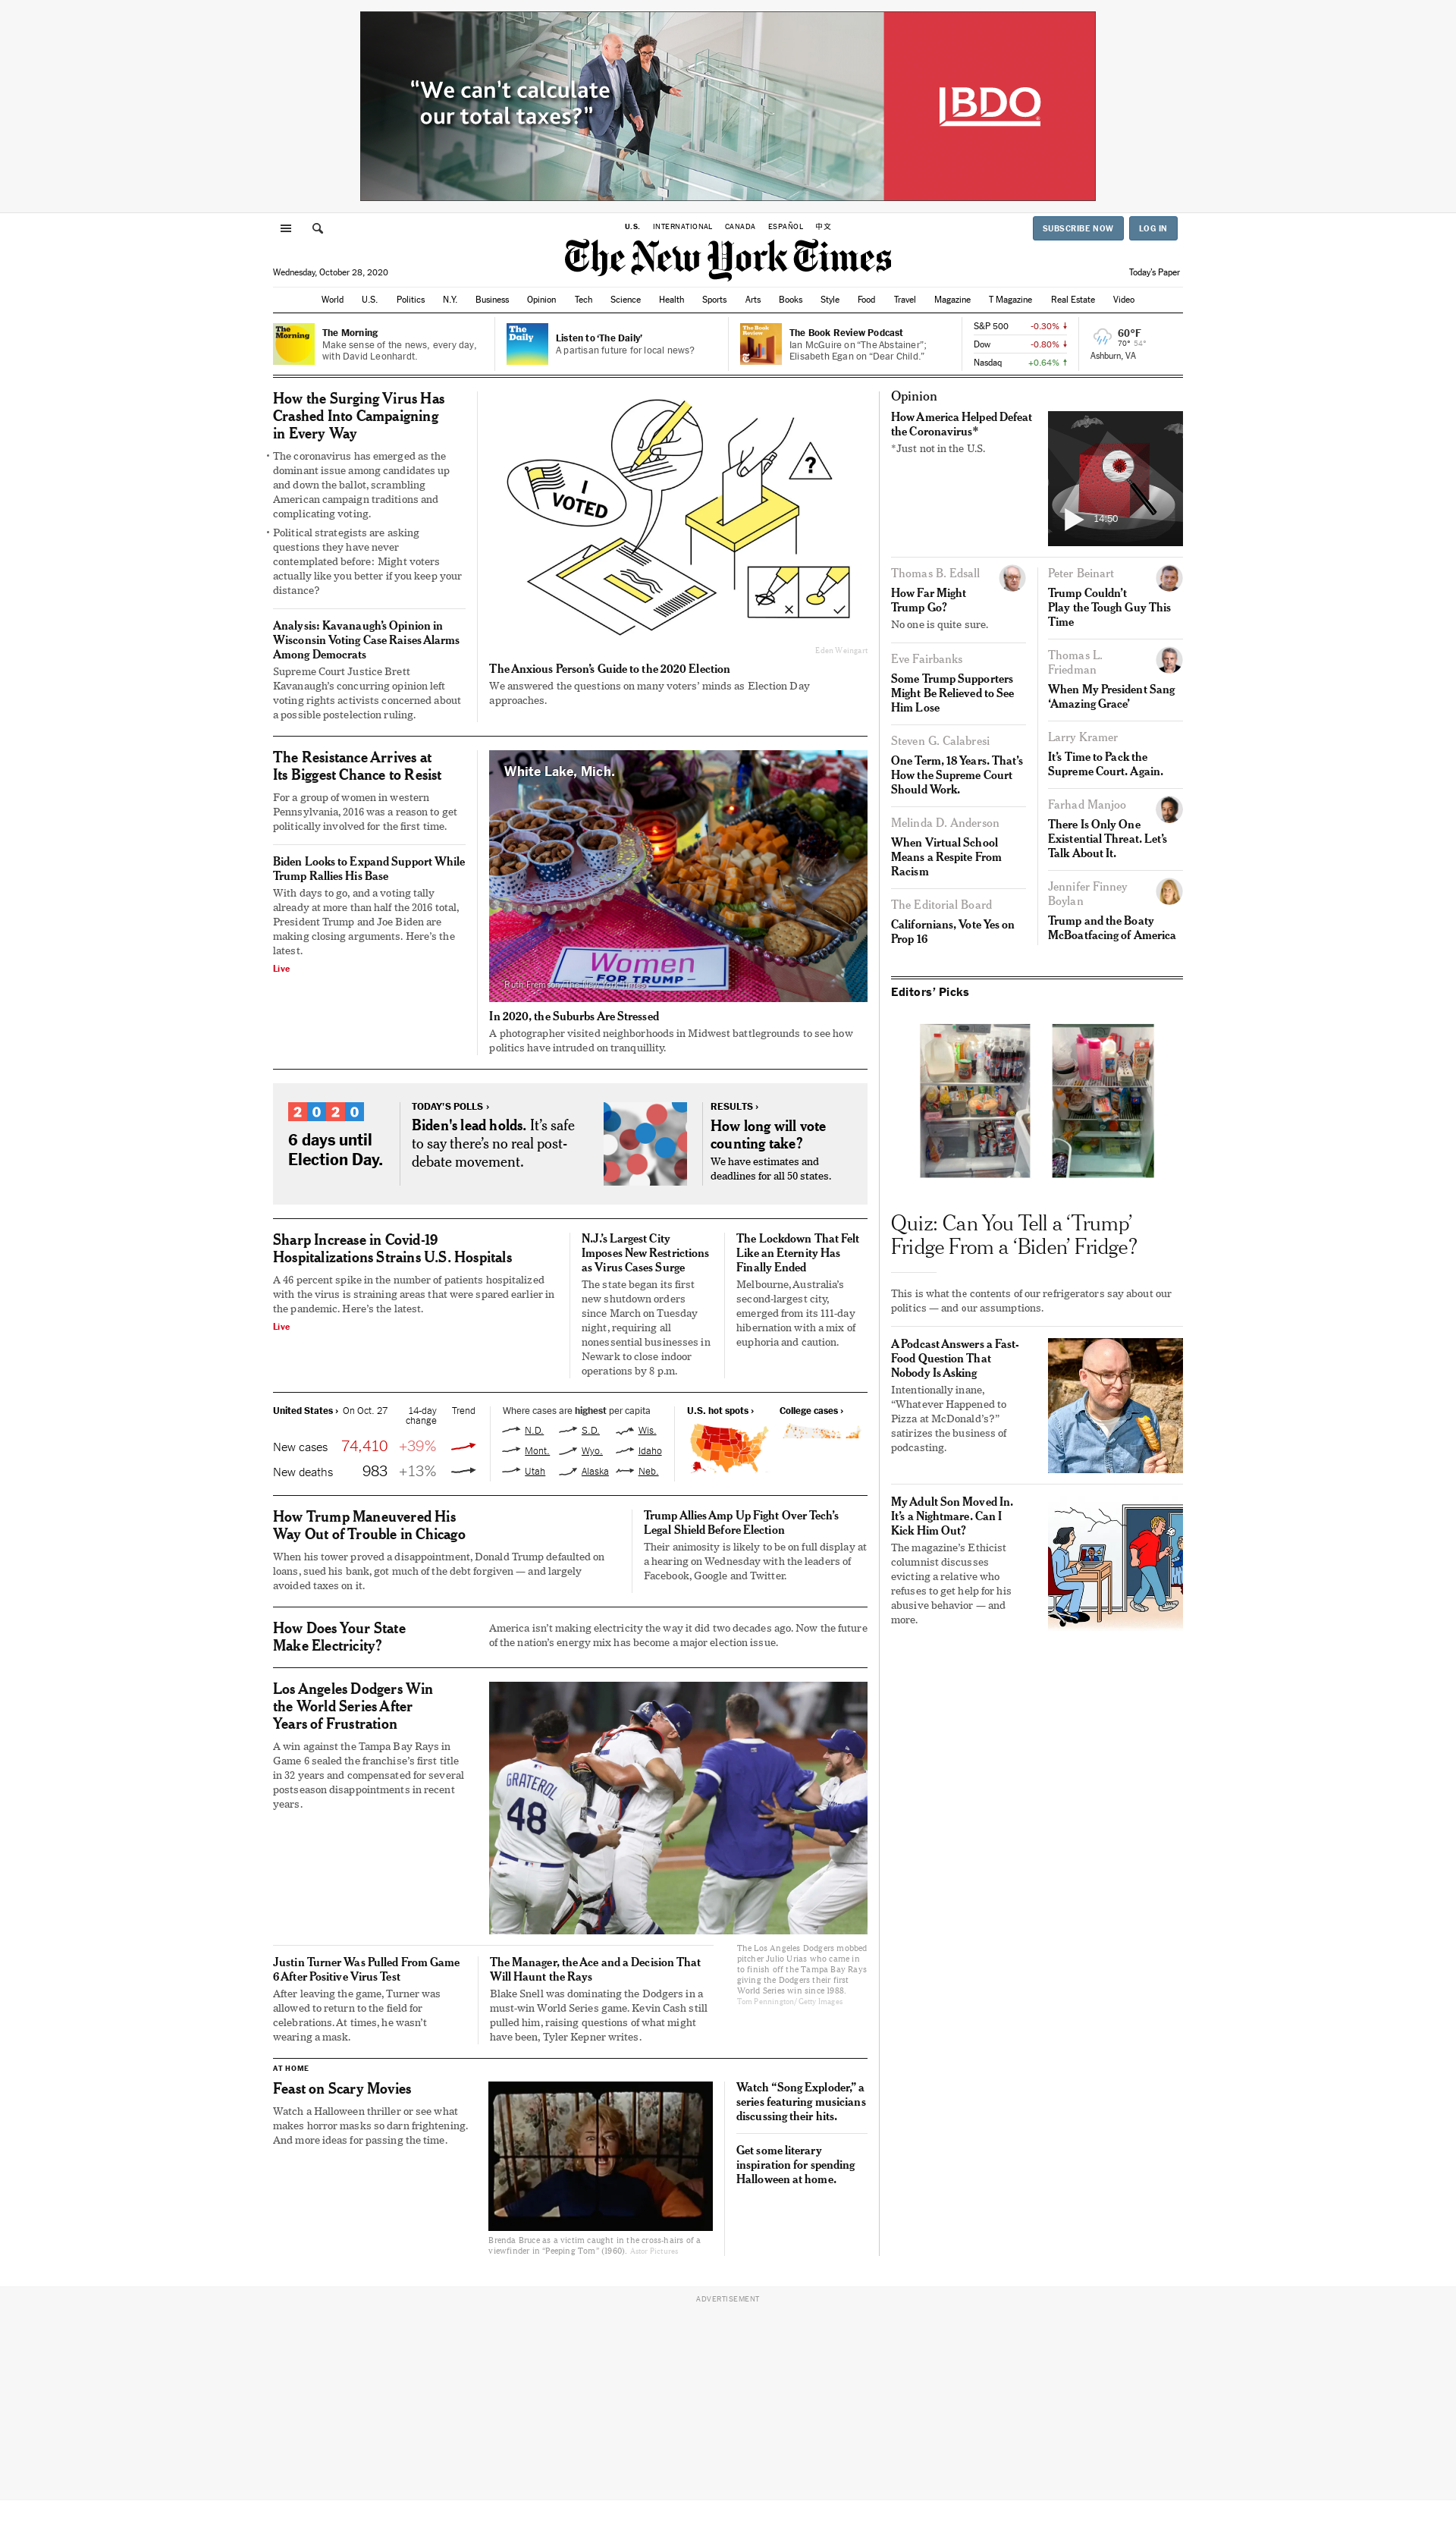 “We can’t calculate
our total taxes?”
BDO
U.S. INTERNATIONAL CANADA ESPAÑOL 中文
SUBSCRIBE NOW LOG IN
The New York Times
Wednesday, October 28, 2020
Today’s Paper
World U.S. Politics N.Y. Business Opinion Tech Science Health Sports Arts Books Style Food Travel Magazine T Magazine Real Estate Video
The Morning
The Morning
Make sense of the news, every day,
with David Leonhardt.
The Daily
Listen to ‘The Daily’
A partisan future for local news?
The Book Review
The Book Review Podcast
Ian McGuire on “The Abstainer”;
Elisabeth Egan on “Dear Child.”
S&P 500 -0.30%
Dow -0.80%
Nasdaq +0.64%
60°F
70° 54°
Ashburn, VA
How the Surging Virus Has
Crashed Into Campaigning
in Every Way
• The coronavirus has emerged as the
dominant issue among candidates up
and down the ballot, scrambling
American campaign traditions and
complicating voting.
• Political strategists are asking
questions they have never
contemplated before: Might voters
actually like you better if you keep your
distance?
Analysis: Kavanaugh’s Opinion in
Wisconsin Voting Case Raises Alarms
Among Democrats
Supreme Court Justice Brett
Kavanaugh’s concurring opinion left
voting rights activists concerned about
a possible postelection ruling.
I
VOTED
?
Eden Weingart
The Anxious Person’s Guide to the 2020 Election
We answered the questions on many voters’ minds as Election Day
approaches.
The Resistance Arrives at
Its Biggest Chance to Resist
For a group of women in western
Pennsylvania, 2016 was a reason to get
politically involved for the first time.
Biden Looks to Expand Support While
Trump Rallies His Base
With days to go, and a voting tally
already at more than half the 2016 total,
President Trump and Joe Biden are
making closing arguments. Here’s the
latest.
Live
White Lake, Mich.
Women
FOR TRUMP
Ruth Fremson/The New York Times
In 2020, the Suburbs Are Stressed
A photographer visited neighborhoods in Midwest battlegrounds to see how
politics have intruded on tranquillity.
2020
6 days until
Election Day.
TODAY’S POLLS ›
Biden's lead holds. It’s safe
to say there’s no real post-
debate movement.
RESULTS ›
How long will vote
counting take?
We have estimates and
deadlines for all 50 states.
Sharp Increase in Covid-19
Hospitalizations Strains U.S. Hospitals
A 46 percent spike in the number of patients hospitalized
with the virus is straining areas that were spared earlier in
the pandemic. Here’s the latest.
Live
N.J.’s Largest City
Imposes New Restrictions
as Virus Cases Surge
The state began its first
new shutdown orders
since March on Tuesday
night, requiring all
nonessential businesses in
Newark to close indoor
operations by 8 p.m.
The Lockdown That Felt
Like an Eternity Has
Finally Ended
Melbourne, Australia’s
second-largest city,
emerged from its 111-day
hibernation with a mix of
euphoria and caution.
United States › On Oct. 27 14-day
change Trend
New cases 74,410 +39%
New deaths 983 +13%
Where cases are highest per capita
N.D. S.D. Wis.
Mont. Wyo. Idaho
Utah Alaska Neb.
U.S. hot spots › College cases ›
How Trump Maneuvered His
Way Out of Trouble in Chicago
When his tower proved a disappointment, Donald Trump defaulted on
loans, sued his bank, got much of the debt forgiven — and largely
avoided taxes on it.
Trump Allies Amp Up Fight Over Tech’s
Legal Shield Before Election
Their animosity is likely to be on full display at
a hearing on Wednesday with the leaders of
Facebook, Google and Twitter.
How Does Your State
Make Electricity?
America isn’t making electricity the way it did two decades ago. Now the future
of the nation’s energy mix has become a major election issue.
Los Angeles Dodgers Win
the World Series After
Years of Frustration
A win against the Tampa Bay Rays in
Game 6 sealed the franchise’s first title
in 32 years and compensated for several
postseason disappointments in recent
years.
GRATEROL
48
The Los Angeles Dodgers mobbed
pitcher Julio Urias who came in
to finish off the Tampa Bay Rays
giving the Dodgers their first
World Series win since 1988.
Tom Pennington/Getty Images
Justin Turner Was Pulled From Game
6 After Positive Virus Test
After leaving the game, Turner was
allowed to return to the field for
celebrations. At times, he wasn’t
wearing a mask.
The Manager, the Ace and a Decision That
Will Haunt the Rays
Blake Snell was dominating the Dodgers in a
must-win World Series game. Kevin Cash still
pulled him, raising questions of what might
have been, Tyler Kepner writes.
AT HOME
Feast on Scary Movies
Watch a Halloween thriller or see what
makes horror masks so darn frightening.
And more ideas for passing the time.
Brenda Bruce as a victim caught in the cross-hairs of a
viewfinder in “Peeping Tom” (1960). Astor Pictures
Watch “Song Exploder,” a
series featuring musicians
discussing their hits.
Get some literary
inspiration for spending
Halloween at home.
Opinion
How America Helped Defeat
the Coronavirus*
*Just not in the U.S.
14:50
Thomas B. Edsall
How Far Might
Trump Go?
No one is quite sure.
Eve Fairbanks
Some Trump Supporters
Might Be Relieved to See
Him Lose
Steven G. Calabresi
One Term, 18 Years. That’s
How the Supreme Court
Should Work.
Melinda D. Anderson
When Virtual School
Means a Respite From
Racism
The Editorial Board
Californians, Vote Yes on
Prop 16
Peter Beinart
Trump Couldn’t
Play the Tough Guy This
Time
Thomas L.
Friedman
When My President Sang
‘Amazing Grace’
Larry Kramer
It’s Time to Pack the
Supreme Court. Again.
Farhad Manjoo
There Is Only One
Existential Threat. Let’s
Talk About It.
Jennifer Finney
Boylan
Trump and the Boaty
McBoatfacing of America
Editors’ Picks
Quiz: Can You Tell a ‘Trump’
Fridge From a ‘Biden’ Fridge?
This is what the contents of our refrigerators say about our
politics — and our assumptions.
A Podcast Answers a Fast-
Food Question That
Nobody Is Asking
Intentionally inane,
“Whatever Happened to
Pizza at McDonald’s?”
satirizes the business of
podcasting.
My Adult Son Moved In.
It’s a Nightmare. Can I
Kick Him Out?
The magazine’s Ethicist
columnist discusses
evicting a relative who
refuses to get help for his
abusive behavior — and
more.
ADVERTISEMENT